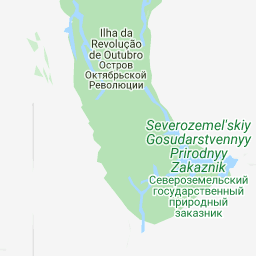 Ilha da
Revolução
de Outubro
Остров
Октябрьской
Революции
Severozemel'skiy
Gosudarstvennyy
Prirodnyy
Zakaznik
Североземельский
государственный
природный
заказник